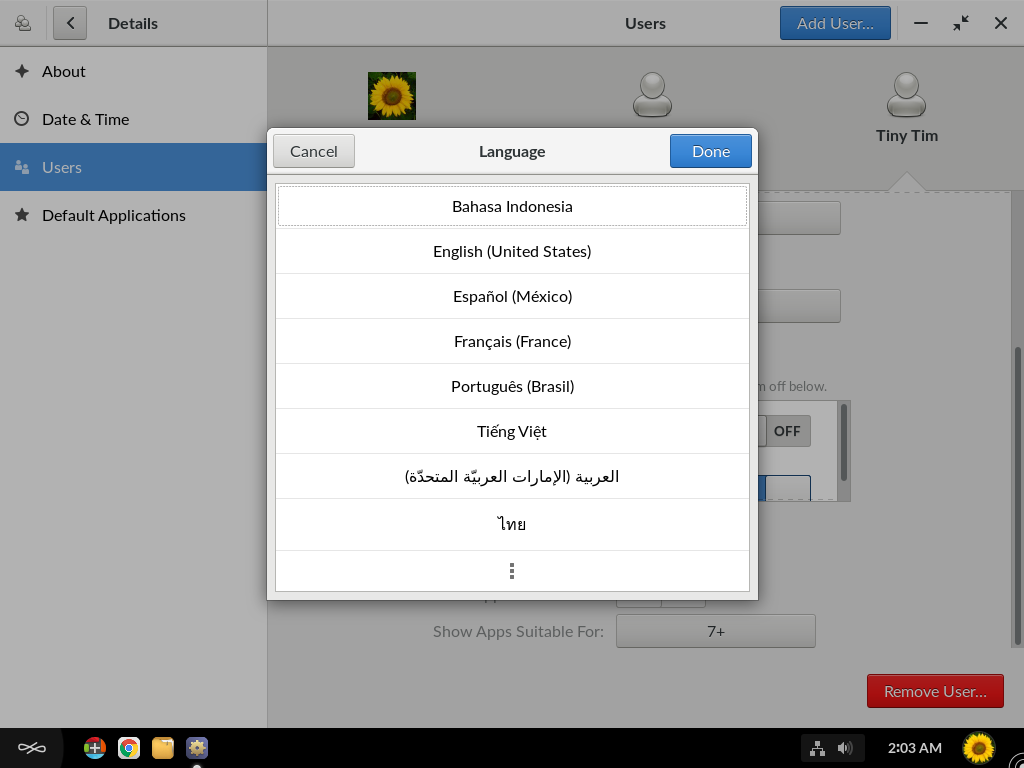 Details
Users
Add User…
About
Date & Time
Users
Default Applications
Tiny Tim
Cancel
Language
Done
Bahasa Indonesia
English (United States)
Español (México)
Français (France)
Português (Brasil)
Tiếng Việt
العربية (الإمارات العربيّة المتحدّة)
ไทย
off below.
OFF
Show Apps Suitable For:
7+
Remove User…
2:03 AM